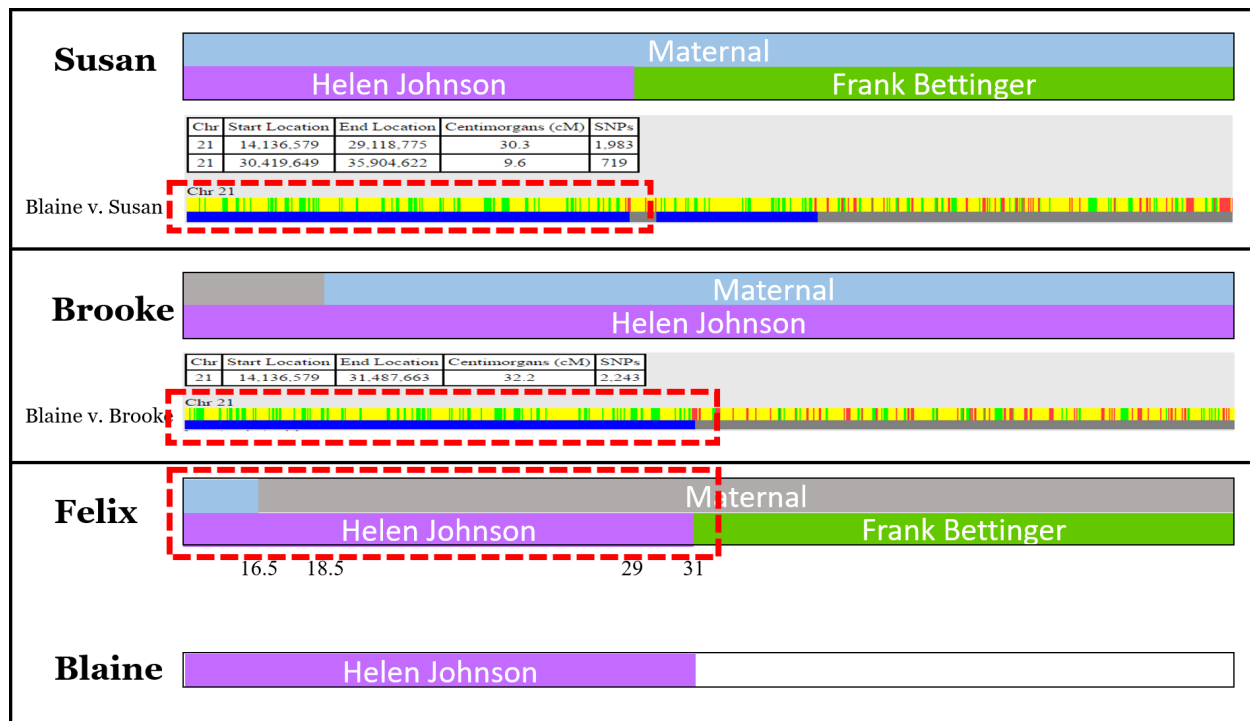 Susan
Maternal
Helen Johnson Frank Bettinger
Chr Start Location End Location Centimorgans (cM) SNPs
21 14,136,579 29,118,775 30.3 1,983
21 30,419,649 35,904,622 9.6 719
Chr 21
Blaine v. Susan
Brooke
Maternal
Helen Johnson
Chr Start Location End Location Centimorgans (cM) SNPs
21 14,136,579 31,487,663 32.2 2,243
Chr 21
Blaine v. Brooke
Felix
Maternal
Helen Johnson Frank Bettinger
16.5 18.5 29 31
Blaine
Helen Johnson